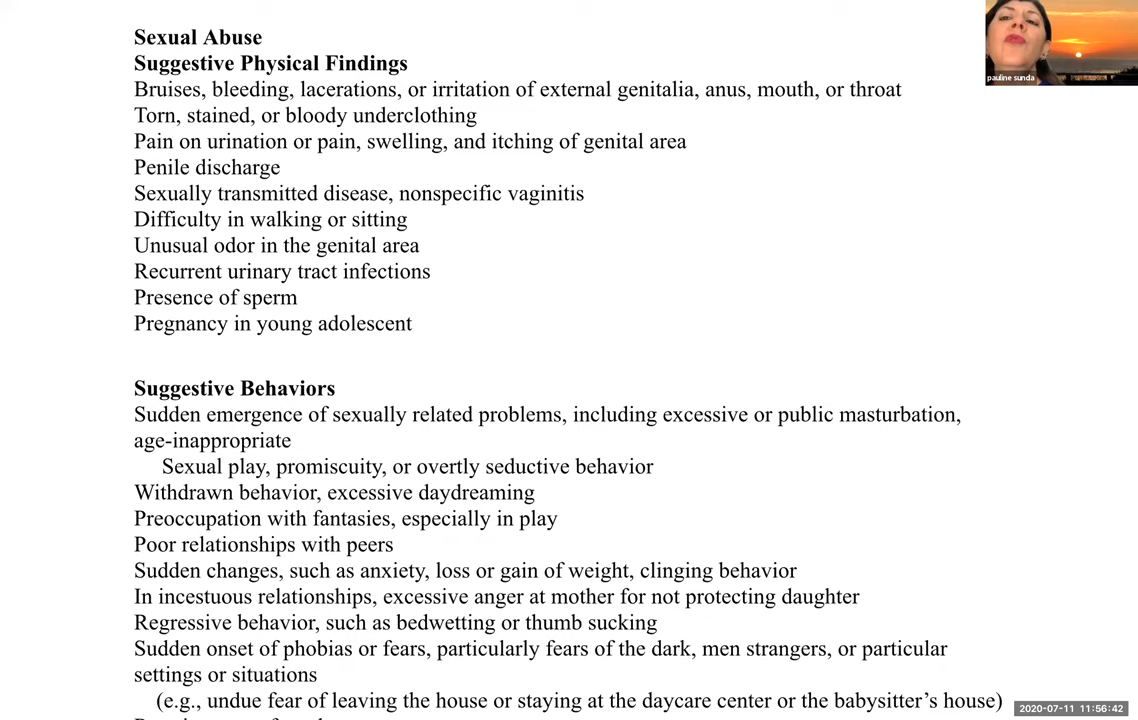 Sexual Abuse
Suggestive Physical Findings
Bruises, bleeding, lacerations, or irritation of external genitalia, anus, mouth, or throat
Torn, stained, or bloody underclothing
Pain on urination or pain, swelling, and itching of genital area
Penile discharge
Sexually transmitted disease, nonspecific vaginitis
Difficulty in walking or sitting
Unusual odor in the genital area
Recurrent urinary tract infections
Presence of sperm
Pregnancy in young adolescent
Suggestive Behaviors
Sudden emergence of sexually related problems, including excessive or public masturbation,
age-inappropriate
Sexual play, promiscuity, or overtly seductive behavior
Withdrawn behavior, excessive daydreaming
Preoccupation with fantasies, especially in play
Poor relationships with peers
Sudden changes, such as anxiety, loss or gain of weight, clinging behavior
In incestuous relationships, excessive anger at mother for not protecting daughter
Regressive behavior, such as bedwetting or thumb sucking
Sudden onset of phobias or fears, particularly fears of the dark, men strangers, or particular
settings or situations
(e.g., undue fear of leaving the house or staying at the daycare center or the babysitter’s house)
pauline sunda
2020-07-11 11:56:42